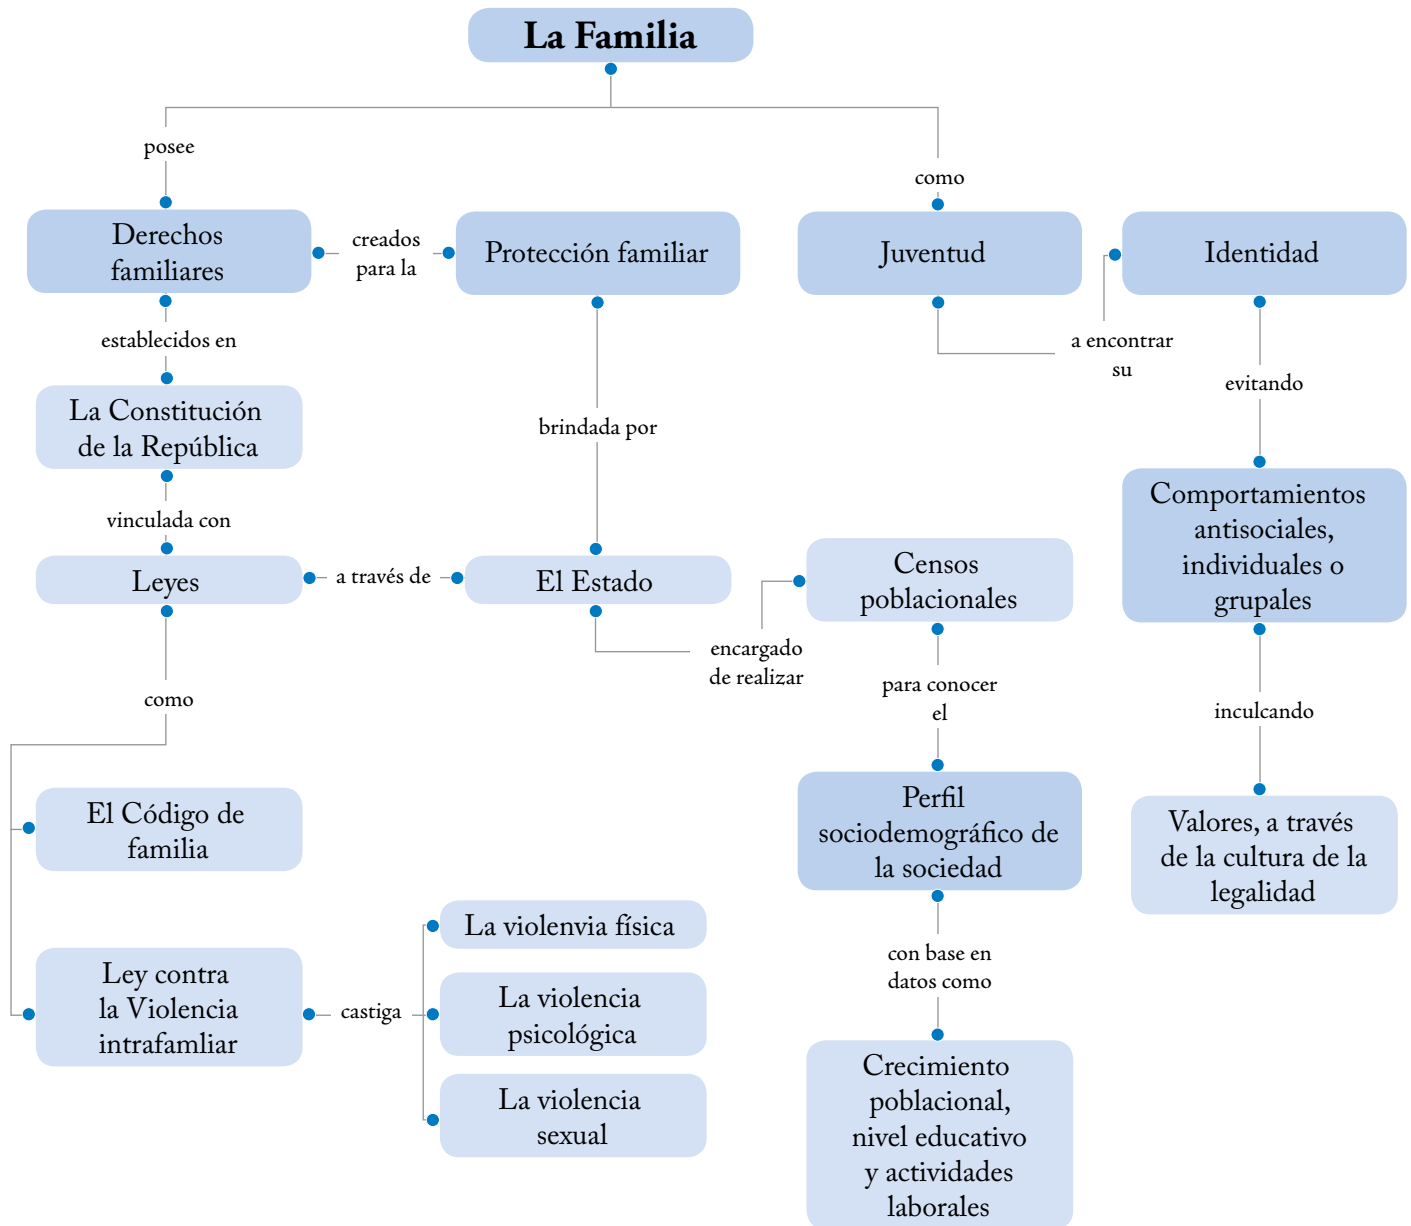 La Familia
posee
como
Derechos
familiares
creados
para la
Protección familiar
Juventud
Identidad
establecidos en
a encontrar
su
evitando
La Constitución
de la República
brindada por
vinculada con
Comportamientos
antisociales,
individuales o
grupales
Leyes
a través de
El Estado
Censos
poblacionales
encargado
de realizar
como
para conocer
el
inculcando
El Código de
familia
Perfil
sociodemográfico de
la sociedad
Valores, a través
de la cultura de la
legalidad
La violenvia física
Ley contra
la Violencia
intrafamliar
castiga
La violencia
psicológica
con base en
datos como
La violencia
sexual
Crecimiento
poblacional,
nivel educativo
y actividades
laborales